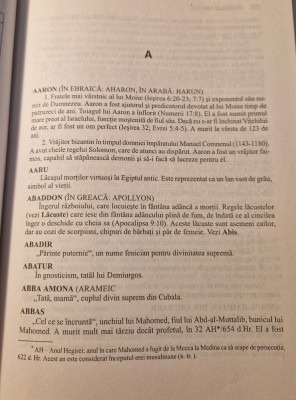 A
AARON (ÎN EBRAICĂ: AHARON, ÎN ARABĂ: HARUN)
1. Fratele mai vârstnic al lui Moise (Ieșirea 6:20-23; 7:7) și exponentul său numit de Dumnezeu. Aaron a fost ajutorul și predicatorul devotat al lui Moise timp de
patruzeci de ani. Toiagul lui Aaron a înflorit (Numerii 17:8). El a fost numit primul
mare preot al Israelului, funcție moștenită de fiul său. Dacă nu s-ar fi închinat Vițelului
de aur, ar fi fost un om perfect (Ieșirea 32; Evrei 5:4-5). A murit la vârsta de 123 de
ani.
2. Vrăjitor bizantin în timpul domniei împăratului Manuel Comnenul (1143-1180).
A avut cheile regelui Solomon, care de atunci au dispărut. Aaron a fost un vrăjitor faimos, capabil să stăpânească demonii și să-i facă să lucreze pentru el.
AARU
Lăcașul morților virtuoși în Egiptul antic. Este reprezentat ca un lan vast de grâu,
simbol al vieții.
ABADDON (ÎN GREACĂ: APOLLYON)
Îngerul războiului, care locuiește în fântâna adâncă a morții. Regele lăcustelor
(vezi Lăcuste) care ies din fântâna adâncului plină de fum, de îndată ce al cincilea
înger o deschide cu cheia sa (Apocalipsa 9:10). Aceste lăcuste sunt asemeni cailor,
dar au cozi de scorpioni, chipuri de bărbați și păr de femeie. Vezi Abis.
ABADIR
„Părinte puternic”, un nume fenician pentru divinitatea supremă.
ABATUR
În gnosticism, tatăl lui Demiurgos.
ABBA AMONA (ARAMEIC
„Tată, mamă”, cuplul divin suprem din Cabala.
ABBAS
„Cel ce se încruntă”, unchiul lui Mahomed, fiul lui Abd-al-Muttalib, bunicul lui
Mahomed. A murit mult mai târziu decât profetul, în 32 AH*/654 d.Hr. El a fost
* AH – Anul Hegirei; anul în care Mahomed a fugit de la Mecca la Medina ca să scape de persecuție,
622 d. Hr. Acest an este considerat începutul erei musulmane (n. tr. ).